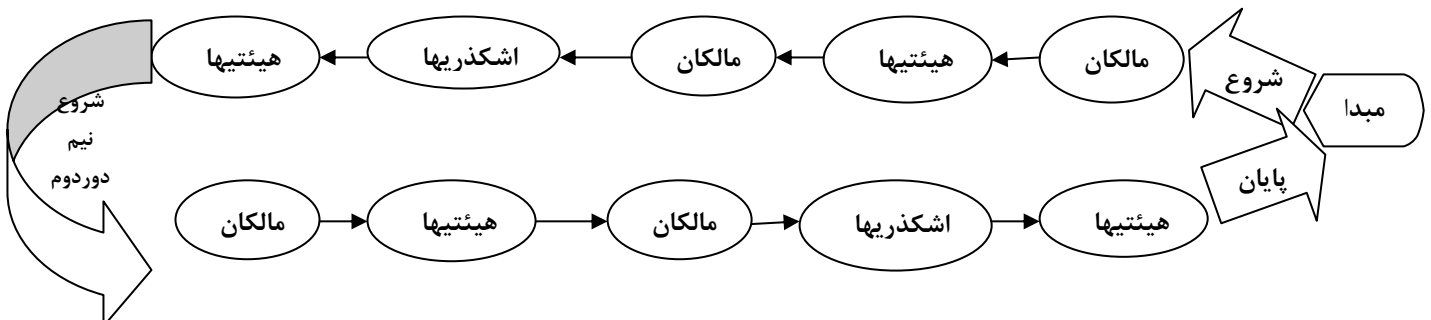 مبدا
شروع
مالکان
هیئتیها
مالکان
اشکذریها
هیئتیها
شروع
نیم
دوردوم
مالکان
هیئتیها
مالکان
اشکذریها
هیئتیها
پایان